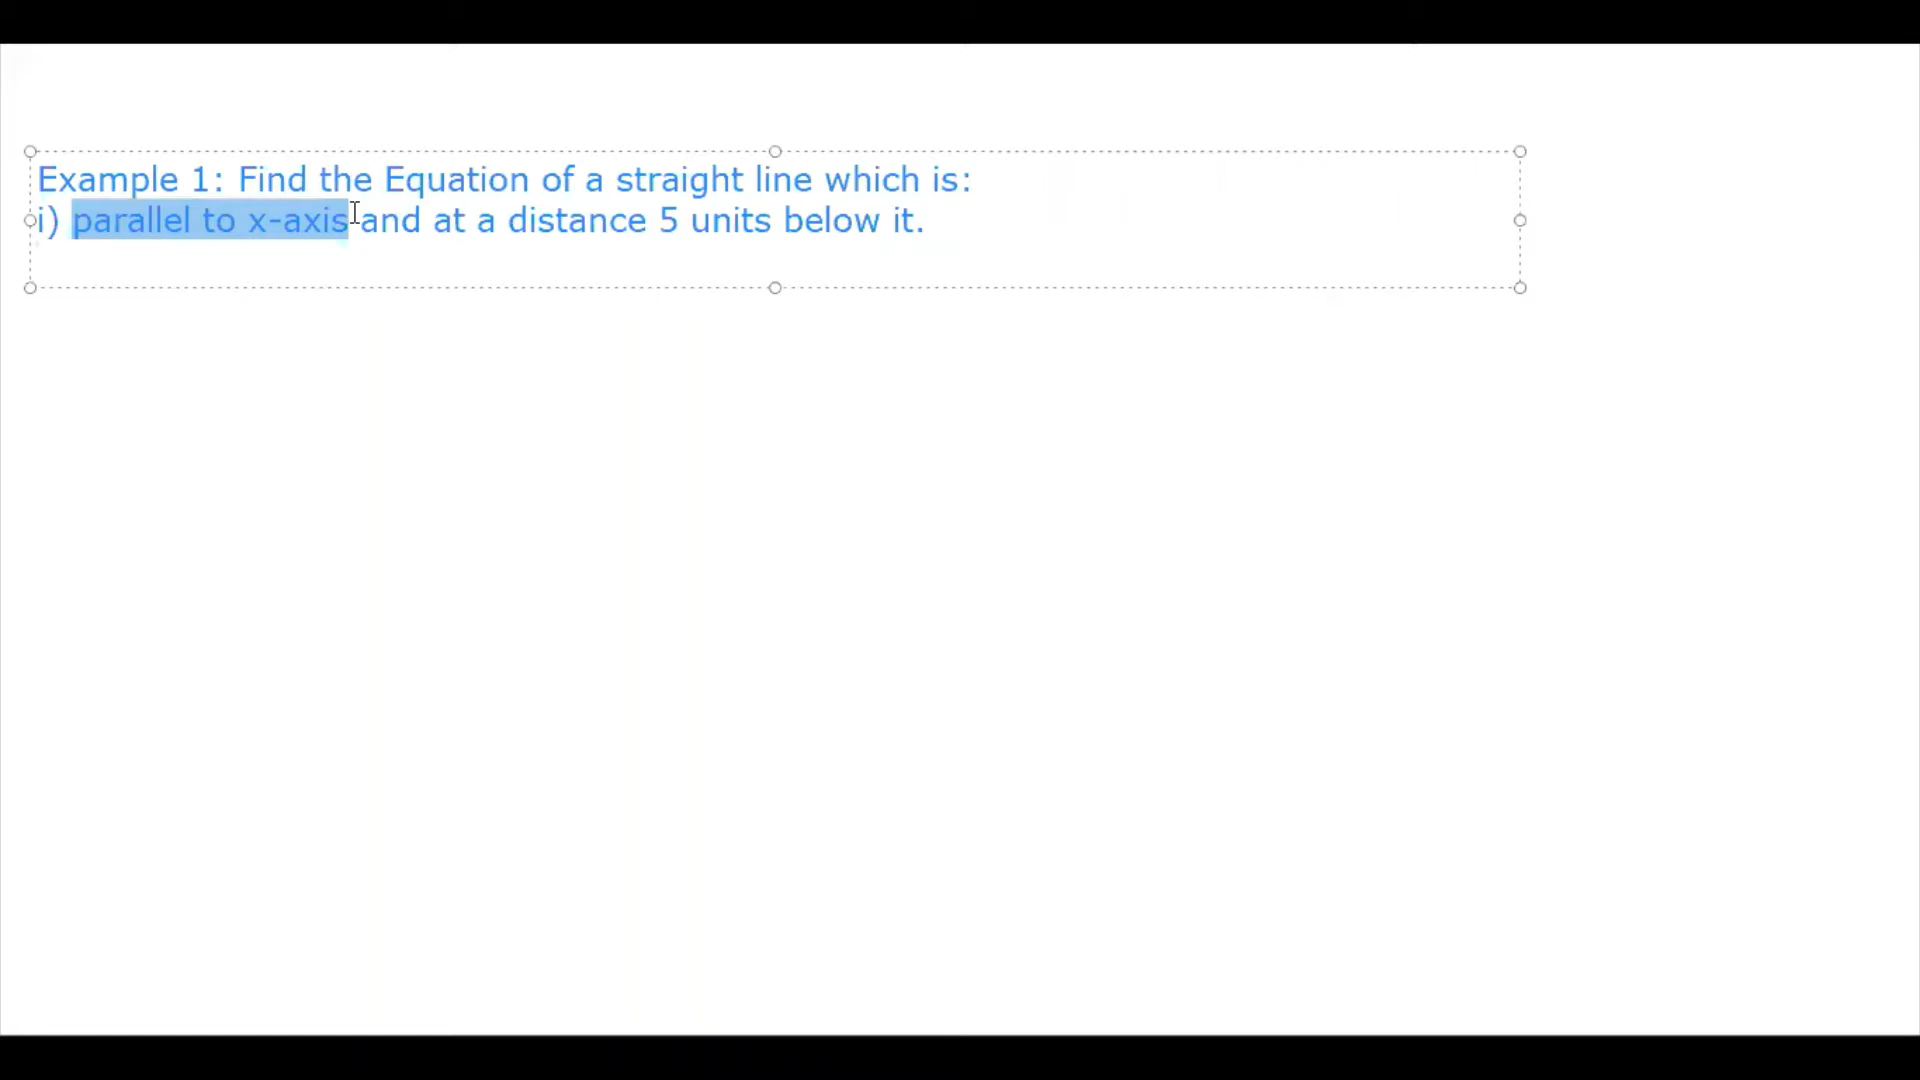 Example 1: Find the Equation of a straight line which is:
i) parallel to x-axis and at a distance 5 units below it.